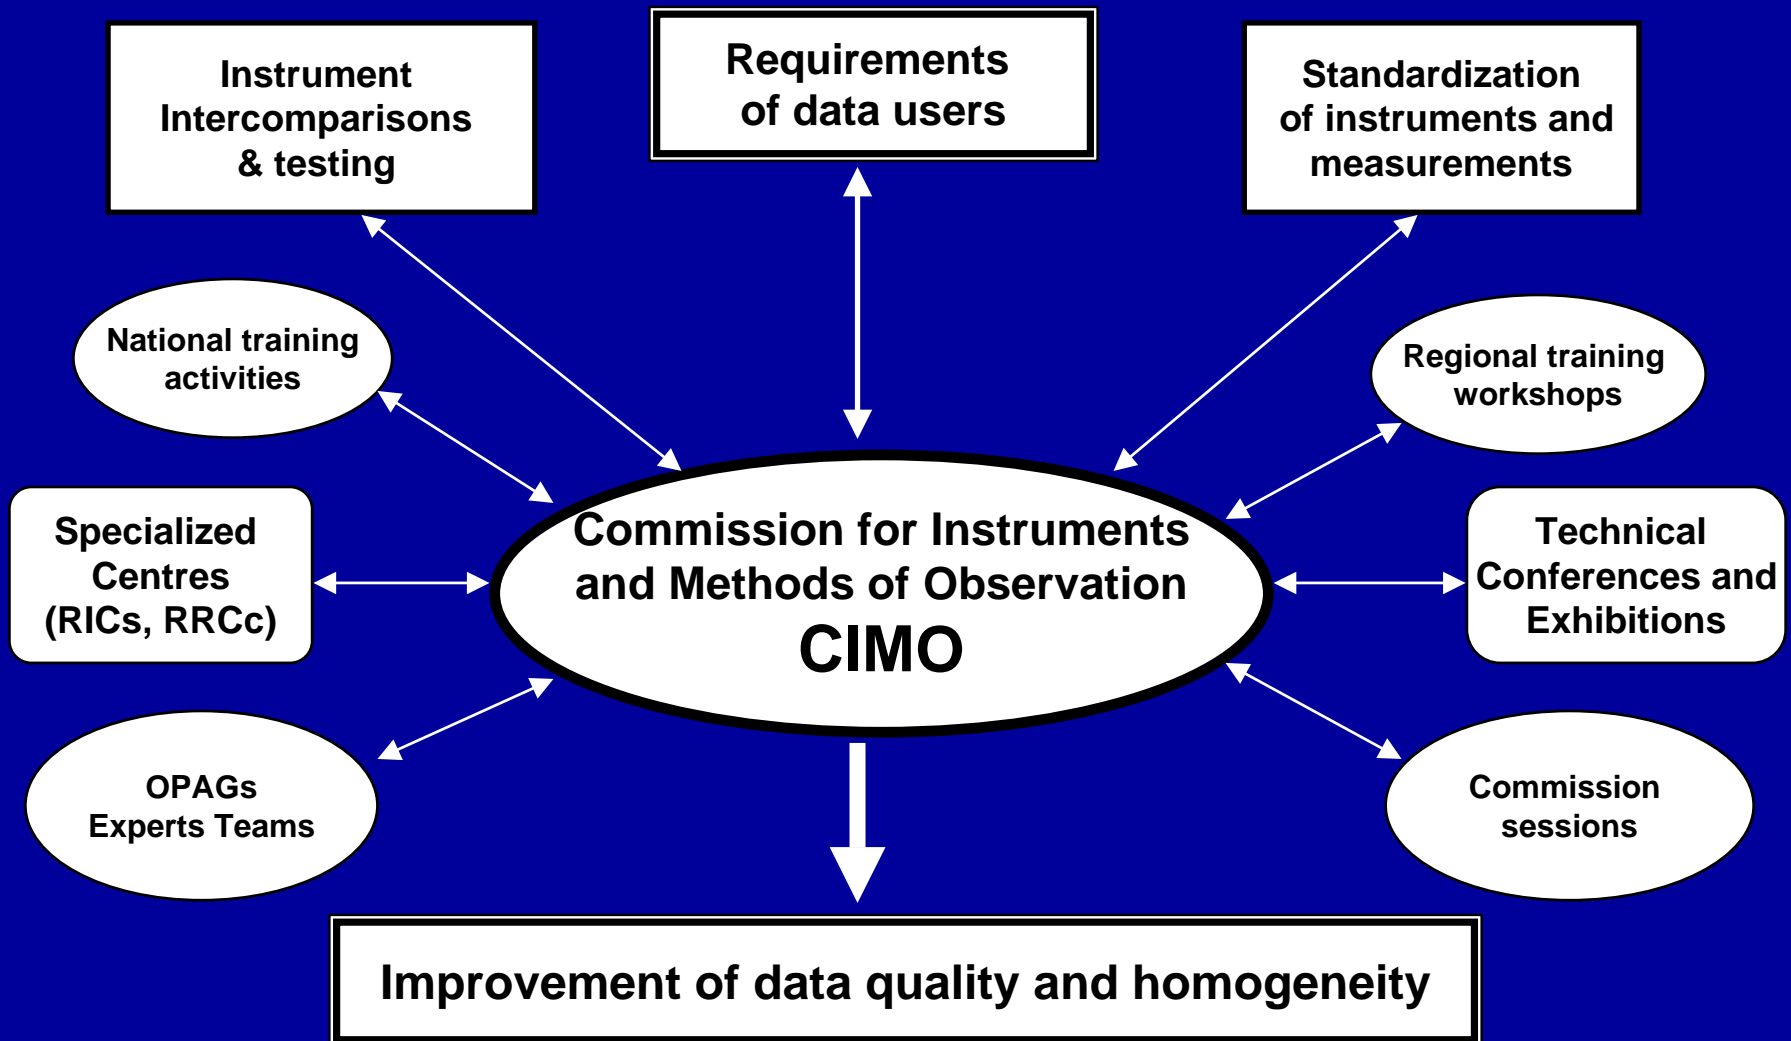 Instrument
Intercomparisons
& testing
Requirements
of data users
Standardization
of instruments and
measurements
National training
activities
Regional training
workshops
Specialized
Centres
(RICs, RRCc)
Commission for Instruments
and Methods of Observation
CIMO
Technical
Conferences and
Exhibitions
OPAGs
Experts Teams
Commission
sessions
Improvement of data quality and homogeneity